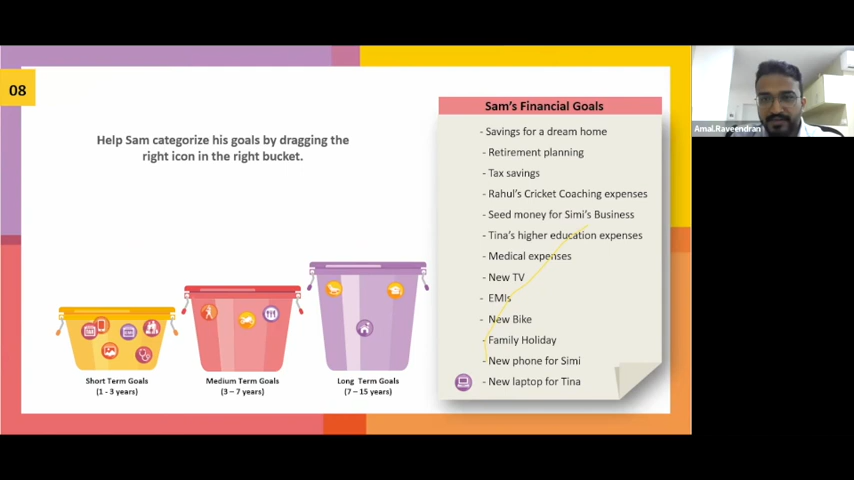 08
Help Sam categorize his goals by dragging the
right icon in the right bucket.
Short Term Goals
(1 - 3 years)
Medium Term Goals
(3 – 7 years)
Long Term Goals
(7 – 15 years)
Sam's Financial Goals
- Savings for a dream home
- Retirement planning
- Tax savings
- Rahul's Cricket Coaching expenses
- Seed money for Simi's Business
- Tina's higher education expenses
- Medical expenses
- New TV
- EMIs
- New Bike
- Family Holiday
- New phone for Simi
- New laptop for Tina
Amal.Raveendran